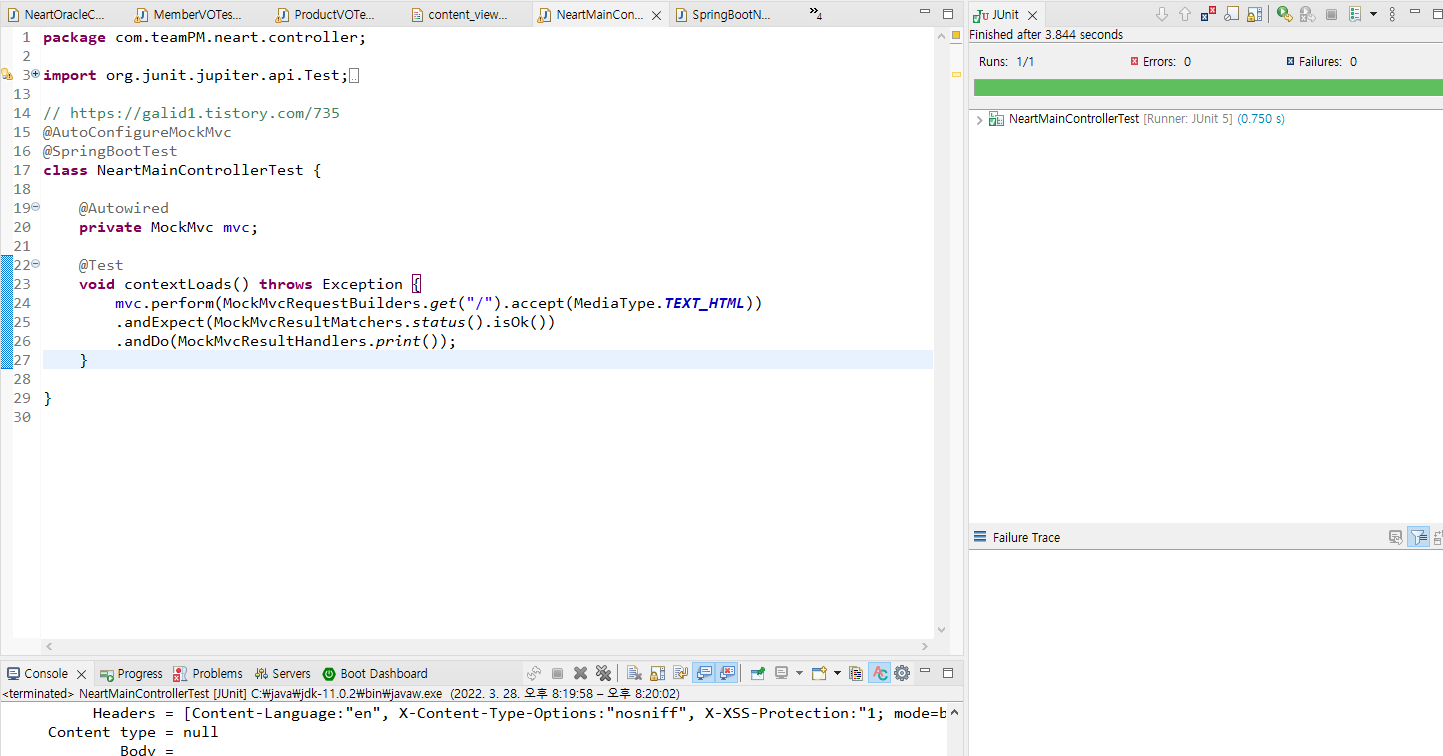 NeartOracleC...
MemberVOTes...
ProductVOTe...
content_view...
NeartMainCon...
SpringBootN...
»4
1 package com.teamPM.neart.controller;
2
3 import org.junit.jupiter.api.Test;
13
14 // https://galid1.tistory.com/735
15 @AutoConfigureMockMvc
16 @SpringBootTest
17 class NeartMainControllerTest {
18
19 @Autowired
20 private MockMvc mvc;
21
22 @Test
23 void contextLoads() throws Exception {
24 mvc.perform(MockMvcRequestBuilders.get("/").accept(MediaType.TEXT_HTML))
25 .andExpect(MockMvcResultMatchers.status().isOk())
26 .andDo(MockMvcResultHandlers.print());
27 }
28
29 }
30
JUnit
Finished after 3.844 seconds
Runs: 1/1 Errors: 0 Failures: 0
NeartMainControllerTest [Runner: JUnit 5] (0.750 s)
Failure Trace
Console Progress Problems Servers Boot Dashboard
<terminated> NeartMainControllerTest [JUnit] C:₩java₩jdk-11.0.2₩bin₩javaw.exe (2022. 3. 28. 오후 8:19:58 – 오후 8:20:02)
Headers = [Content-Language:"en", X-Content-Type-Options:"nosniff", X-XSS-Protection:"1; mode=b
Content type = null
Body =